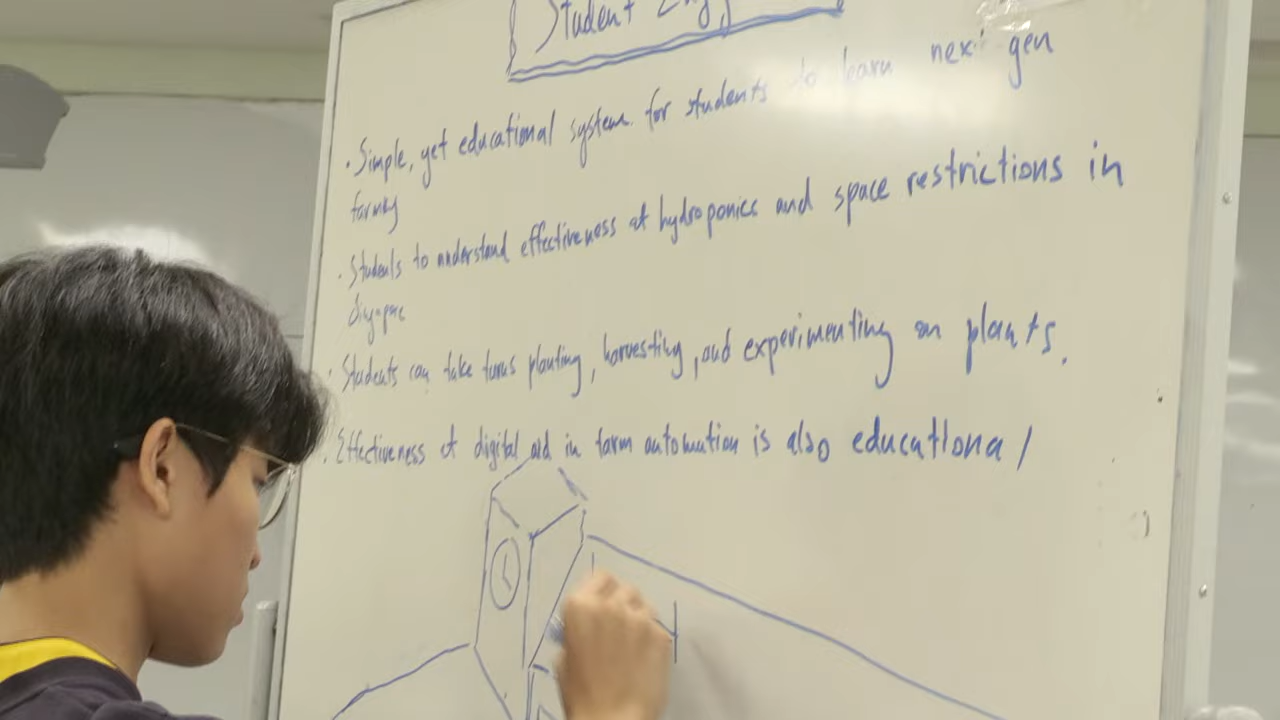 Student Eng
• Simple, yet educational system for students to learn next gen
farming
• Students to understand effectiveness of hydroponics and space restrictions in
Singapore
• Students can take turns planting, harvesting, and experimenting on plants.
• Effectiveness of digital aid in farm automation is also educational